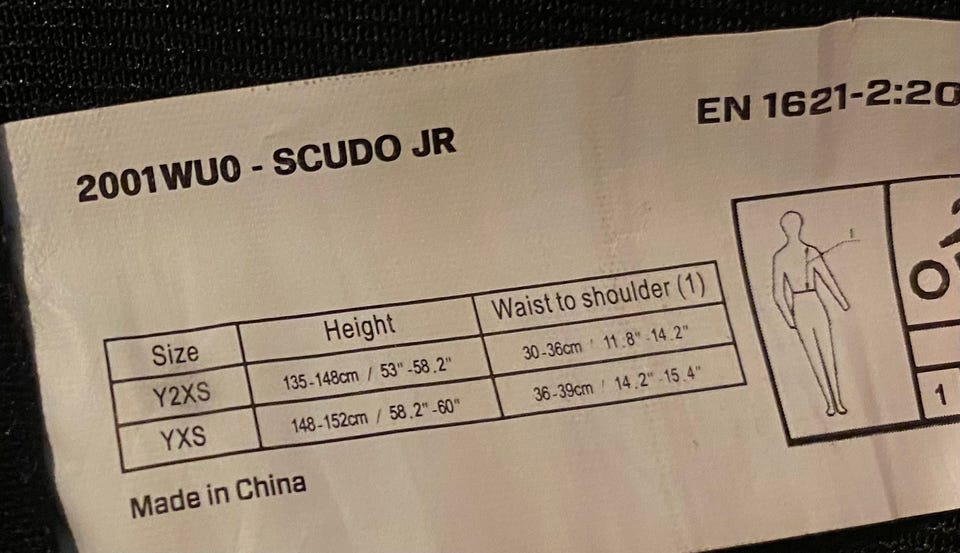 EN 1621-2:20
2001WU0 - SCUDO JR
Size Height Waist to shoulder (1)
Y2XS 135-148cm / 53"-58.2" 30-36cm / 11.8"-14.2"
YXS 148-152cm / 58.2"-60" 36-39cm / 14.2"-15.4"
1
Made in China